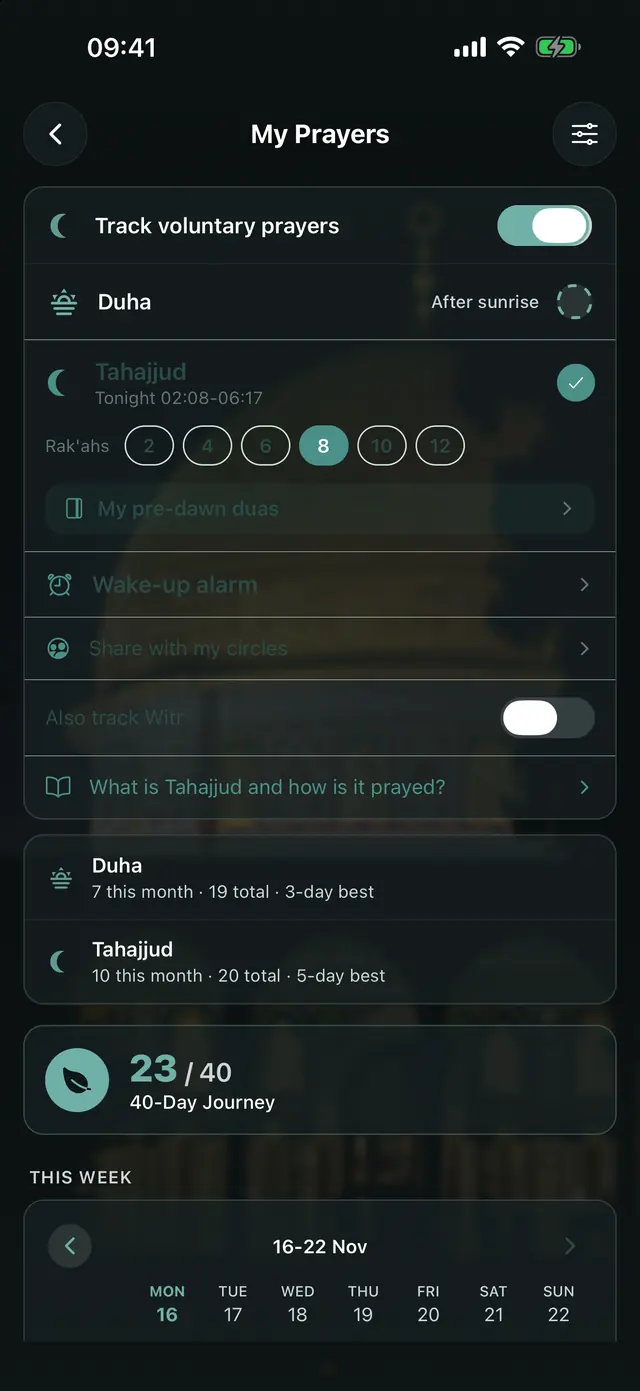 09:41
My Prayers
Track voluntary prayers
Duha
After sunrise
Tahajjud
Tonight 02:08-06:17
Rak'ahs 2 4 6 8 10 12
My pre-dawn duas
Wake-up alarm
Share with my circles
Also track Witr
What is Tahajjud and how is it prayed?
Duha
7 this month · 19 total · 3-day best
Tahajjud
10 this month · 20 total · 5-day best
23 / 40
40-Day Journey
THIS WEEK
16-22 Nov
MON TUE WED THU FRI SAT SUN
16 17 18 19 20 21 22